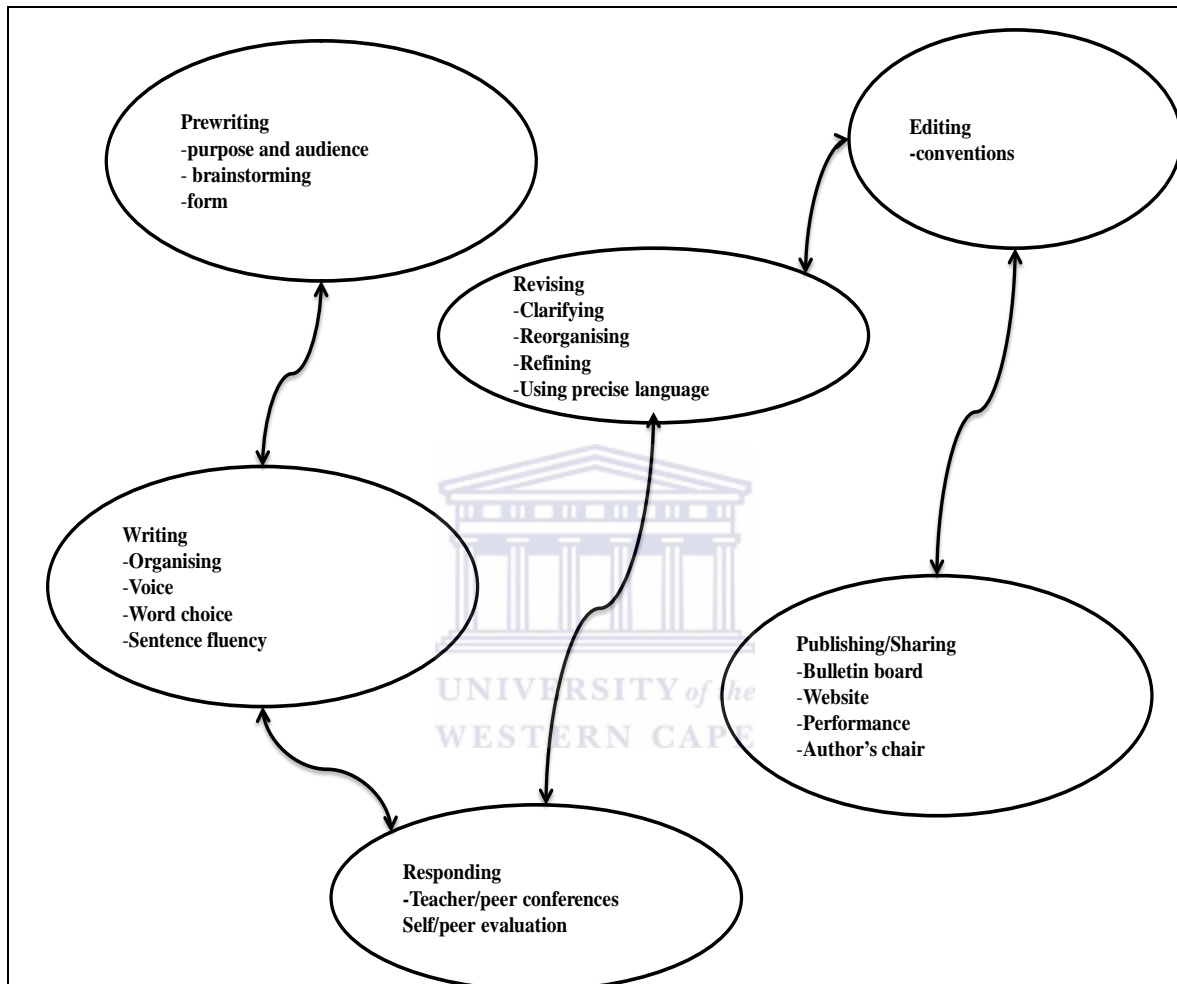 Prewriting
-purpose and audience
- brainstorming
-form
Writing
-Organising
-Voice
-Word choice
-Sentence fluency
Responding
-Teacher/peer conferences
Self/peer evaluation
Revising
-Clarifying
-Reorganising
-Refining
-Using precise language
Editing
-conventions
Publishing/Sharing
-Bulletin board
-Website
-Performance
-Author's chair
UNIVERSITY of the
WESTERN CAPE